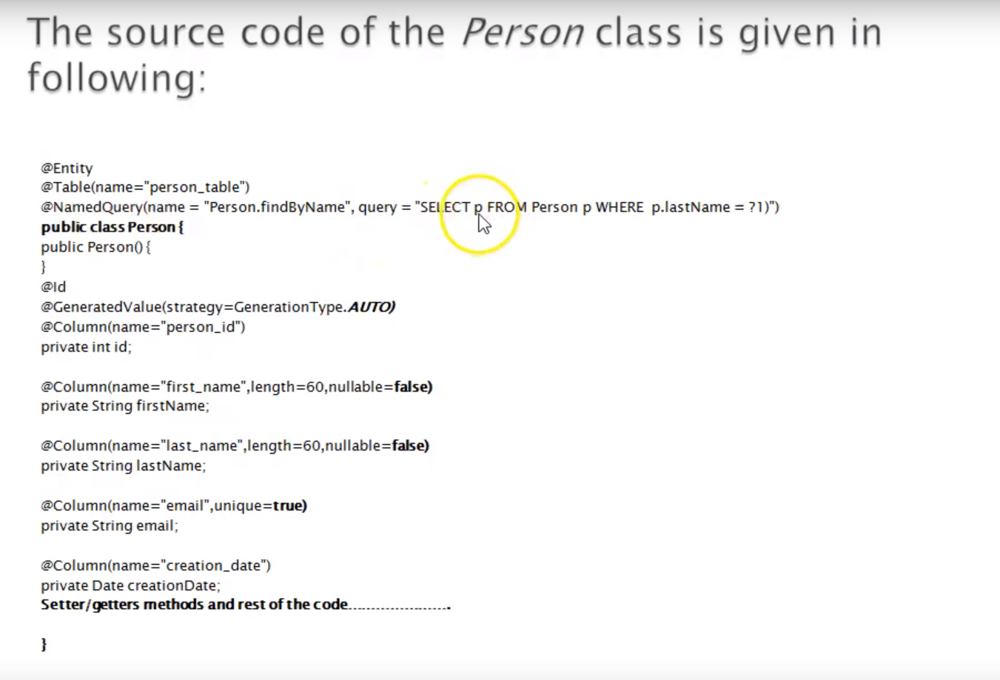 The source code of the Person class is given in
following:
@Entity
@Table(name="person_table")
@NamedQuery(name = "Person.findByName", query = "SELECT p FROM Person p WHERE  p.lastName = ?1)")
public class Person {
public Person() {
}
@Id
@GeneratedValue(strategy=GenerationType.AUTO)
@Column(name="person_id")
private int id;
@Column(name="first_name",length=60,nullable=false)
private String firstName;
@Column(name="last_name",length=60,nullable=false)
private String lastName;
@Column(name="email",unique=true)
private String email;
@Column(name="creation_date")
private Date creationDate;
Setter/getters methods and rest of the code.......................
}